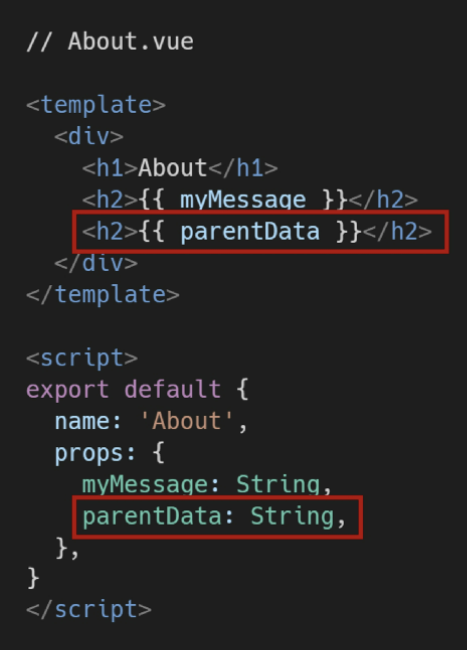 // About.vue
<template>
  <div>
    <h1>About</h1>
    <h2>{{ myMessage }}</h2>
    <h2>{{ parentData }}</h2>
  </div>
</template>
<script>
export default {
  name: 'About',
  props: {
    myMessage: String,
    parentData: String,
  },
}
</script>